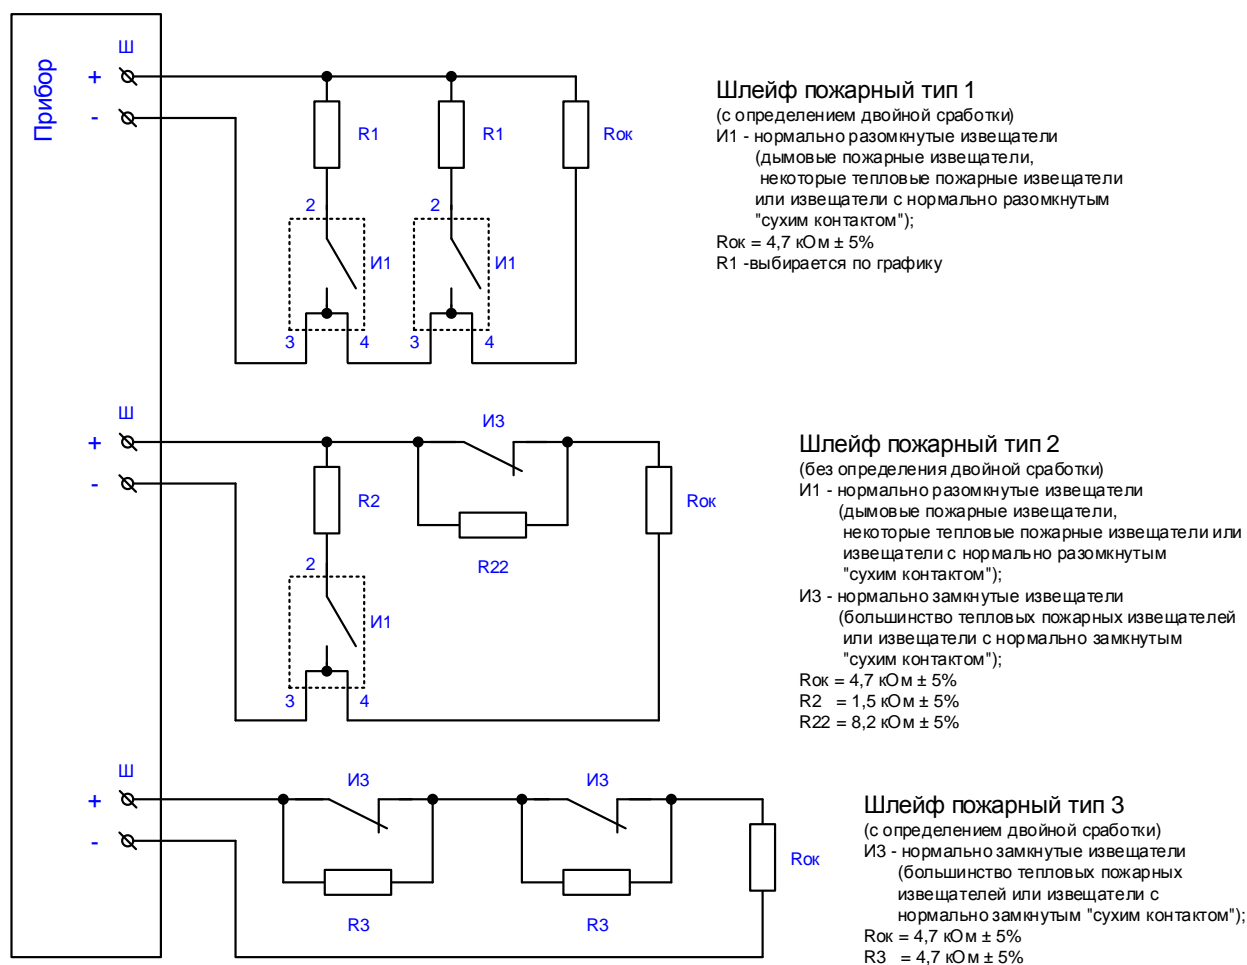 Прибор
Ш
+
-
R1
R1
Rок
2
2
И1
И1
3
4
3
4
Шлейф пожарный тип 1
(с определением двойной сработки)
И1 - нормально разомкнутые извещатели
(дымовые пожарные извещатели,
некоторые тепловые пожарные извещатели
или извещатели с нормально разомкнутым
"сухим контактом");
Rок = 4,7 кОм ± 5%
R1 -выбирается по графику
Ш
+
-
И3
R2
Rок
R22
2
И1
3
4
Шлейф пожарный тип 2
(без определения двойной сработки)
И1 - нормально разомкнутые извещатели
(дымовые пожарные извещатели,
некоторые тепловые пожарные извещатели или
извещатели с нормально разомкнутым
"сухим контактом");
И3 - нормально замкнутые извещатели
(большинство тепловых пожарных извещателей
или извещатели с нормально замкнутым
"сухим контактом");
Rок = 4,7 кОм ± 5%
R2 = 1,5 кОм ± 5%
R22 = 8,2 кОм ± 5%
Ш
+
-
И3
И3
Rок
R3
R3
Шлейф пожарный тип 3
(с определением двойной сработки)
И3 - нормально замкнутые извещатели
(большинство тепловых пожарных
извещателей или извещатели с
нормально замкнутым "сухим контактом");
Rок = 4,7 кОм ± 5%
R3 = 4,7 кОм ± 5%